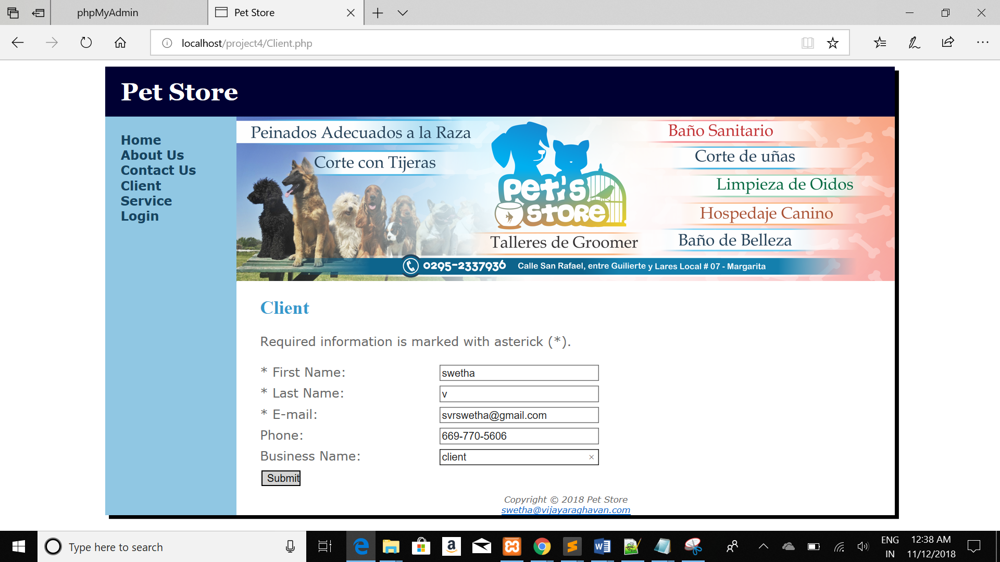 phpMyAdmin
Pet Store
localhost/project4/Client.php
Pet Store
Home
About Us
Contact Us
Client
Service
Login
Peinados Adecuados a la Raza
Corte con Tijeras
Pet's
Store
Talleres de Groomer
Baño Sanitario
Corte de uñas
Limpieza de Oidos
Hospedaje Canino
Baño de Belleza
0295-2337936 Calle San Rafael, entre Guilierte y Lares Local # 07 - Margarita
Client
Required information is marked with asterick (*).
* First Name: swetha
* Last Name: v
* E-mail: svrswetha@gmail.com
Phone: 669-770-5606
Business Name: client
Submit
Copyright © 2018 Pet Store
swetha@vijayaraghavan.com
Type here to search
ENG
IN
12:38 AM
11/12/2018